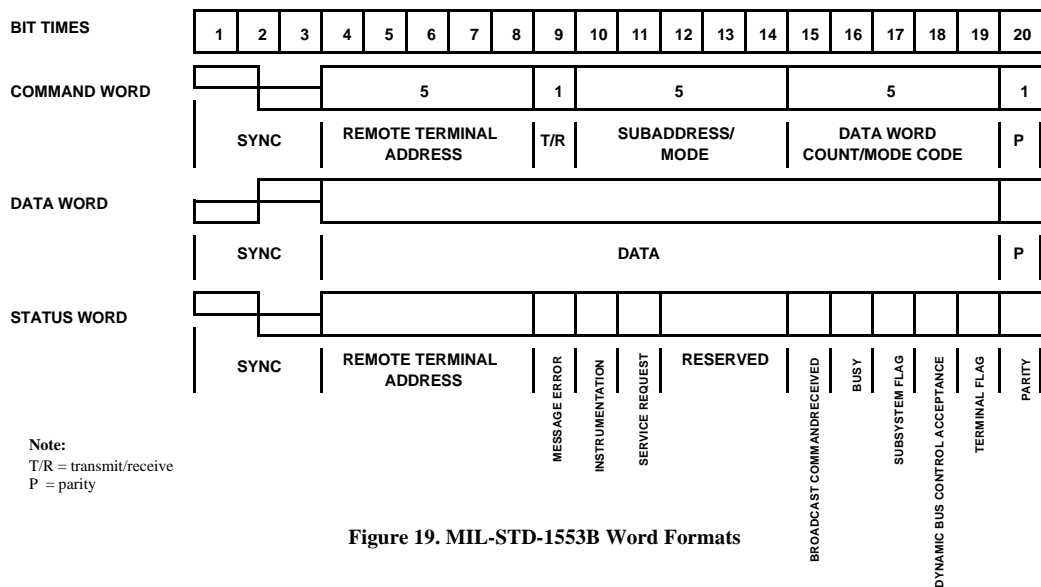 BIT TIMES 1 2 3 4 5 6 7 8 9 10 11 12 13 14 15 16 17 18 19 20
COMMAND WORD 5 1 5 5 1
SYNC REMOTE TERMINAL ADDRESS T/R SUBADDRESS/ MODE DATA WORD COUNT/MODE CODE P
DATA WORD
SYNC DATA P
STATUS WORD
SYNC REMOTE TERMINAL ADDRESS MESSAGE ERROR INSTRUMENTATION SERVICE REQUEST RESERVED BROADCAST COMMANDRECEIVED BUSY SUBSYSTEM FLAG DYNAMIC BUS CONTROL ACCEPTANCE TERMINAL FLAG PARITY
Note:
T/R = transmit/receive
P = parity
Figure 19. MIL-STD-1553B Word Formats